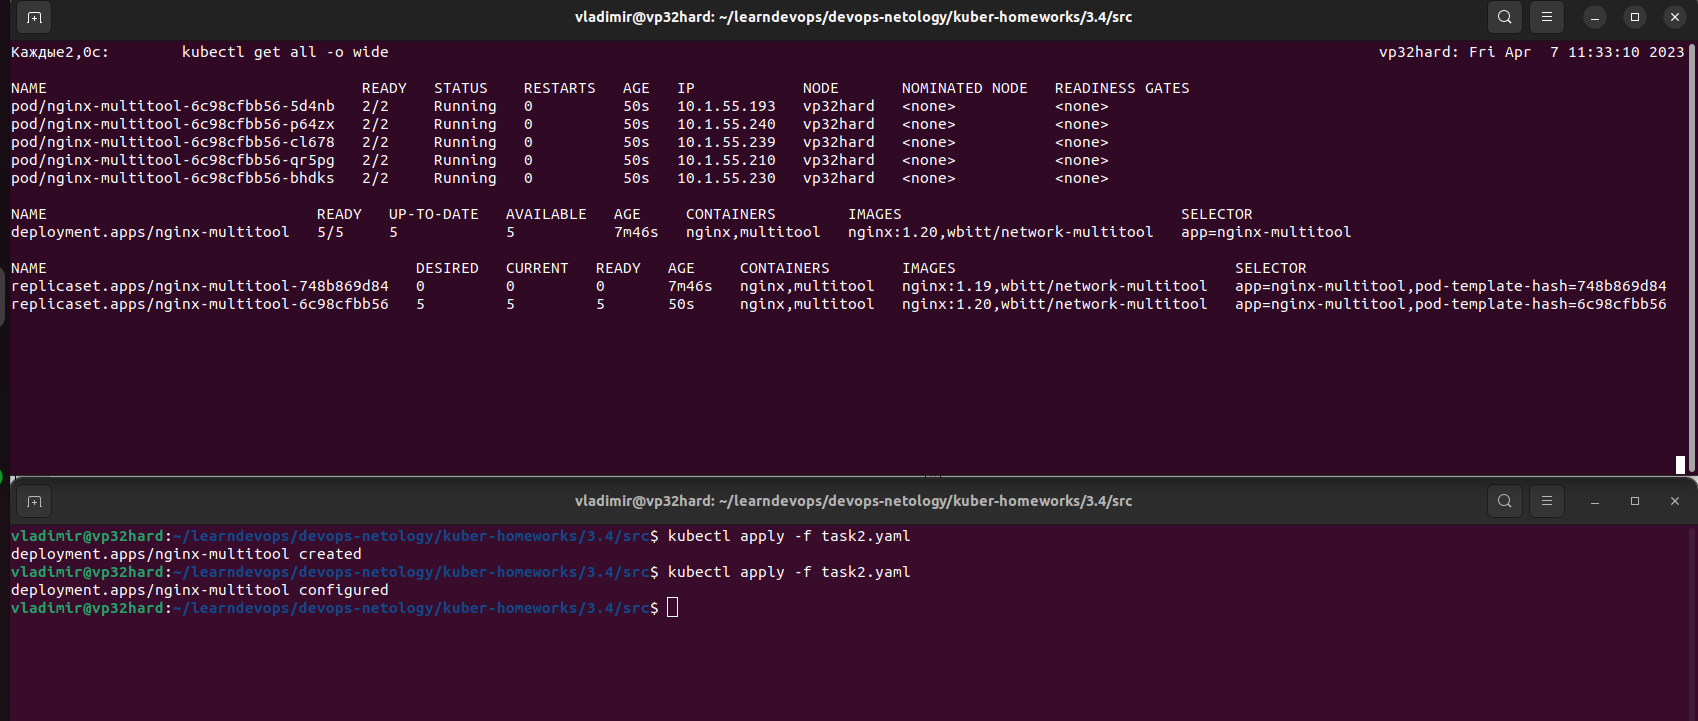 vladimir@vp32hard: ~/learndevops/devops-netology/kuber-homeworks/3.4/src
Каждые2,0с:        kubectl get all -o wide                                                                                                              vp32hard: Fri Apr  7 11:33:10 2023
NAME                                   READY   STATUS    RESTARTS   AGE   IP            NODE       NOMINATED NODE   READINESS GATES
pod/nginx-multitool-6c98cfbb56-5d4nb   2/2     Running   0          50s   10.1.55.193   vp32hard   <none>           <none>
pod/nginx-multitool-6c98cfbb56-p64zx   2/2     Running   0          50s   10.1.55.240   vp32hard   <none>           <none>
pod/nginx-multitool-6c98cfbb56-cl678   2/2     Running   0          50s   10.1.55.239   vp32hard   <none>           <none>
pod/nginx-multitool-6c98cfbb56-qr5pg   2/2     Running   0          50s   10.1.55.210   vp32hard   <none>           <none>
pod/nginx-multitool-6c98cfbb56-bhdks   2/2     Running   0          50s   10.1.55.230   vp32hard   <none>           <none>
NAME                              READY   UP-TO-DATE   AVAILABLE   AGE     CONTAINERS        IMAGES                               SELECTOR
deployment.apps/nginx-multitool   5/5     5            5           7m46s   nginx,multitool   nginx:1.20,wbitt/network-multitool   app=nginx-multitool
NAME                                         DESIRED   CURRENT   READY   AGE     CONTAINERS        IMAGES                               SELECTOR
replicaset.apps/nginx-multitool-748b869d84   0         0         0       7m46s   nginx,multitool   nginx:1.19,wbitt/network-multitool   app=nginx-multitool,pod-template-hash=748b869d84
replicaset.apps/nginx-multitool-6c98cfbb56   5         5         5       50s     nginx,multitool   nginx:1.20,wbitt/network-multitool   app=nginx-multitool,pod-template-hash=6c98cfbb56
vladimir@vp32hard: ~/learndevops/devops-netology/kuber-homeworks/3.4/src
vladimir@vp32hard:~/learndevops/devops-netology/kuber-homeworks/3.4/src$ kubectl apply -f task2.yaml
deployment.apps/nginx-multitool created
vladimir@vp32hard:~/learndevops/devops-netology/kuber-homeworks/3.4/src$ kubectl apply -f task2.yaml
deployment.apps/nginx-multitool configured
vladimir@vp32hard:~/learndevops/devops-netology/kuber-homeworks/3.4/src$